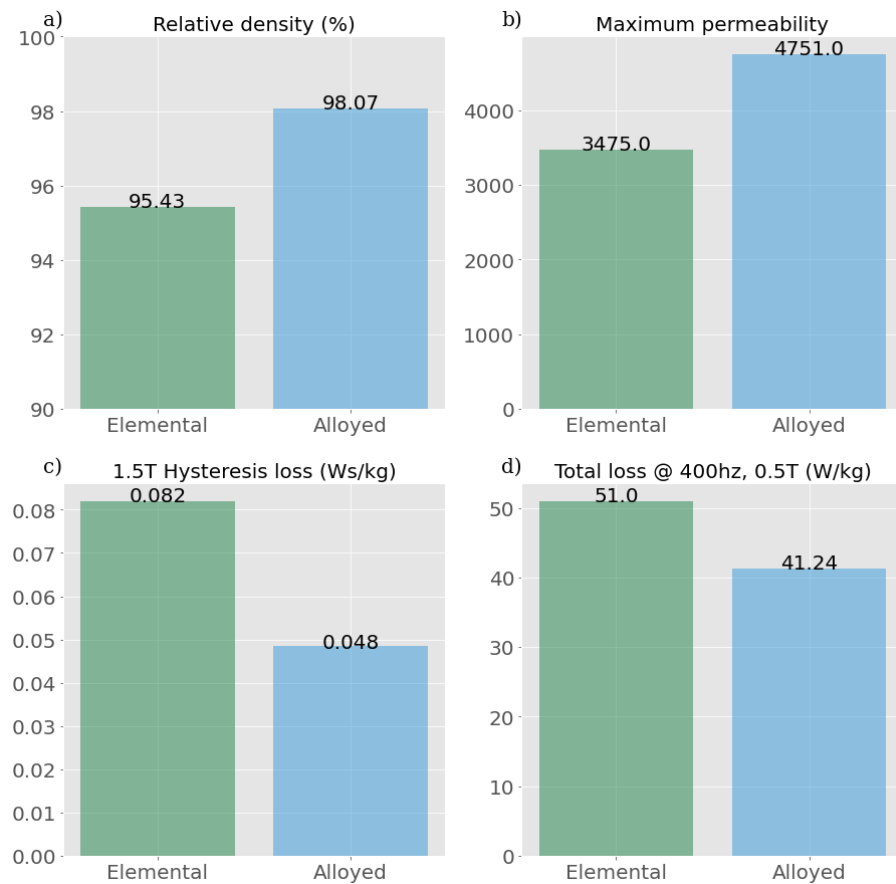 a)
Relative density (%)
100
98
96
94
92
90
95.43
98.07
Elemental
Alloyed
b)
Maximum permeability
4000
3000
2000
1000
0
3475.0
4751.0
Elemental
Alloyed
c)
1.5T Hysteresis loss (Ws/kg)
0.08
0.07
0.06
0.05
0.04
0.03
0.02
0.01
0.00
0.082
0.048
Elemental
Alloyed
d)
Total loss @ 400hz, 0.5T (W/kg)
50
40
30
20
10
0
51.0
41.24
Elemental
Alloyed